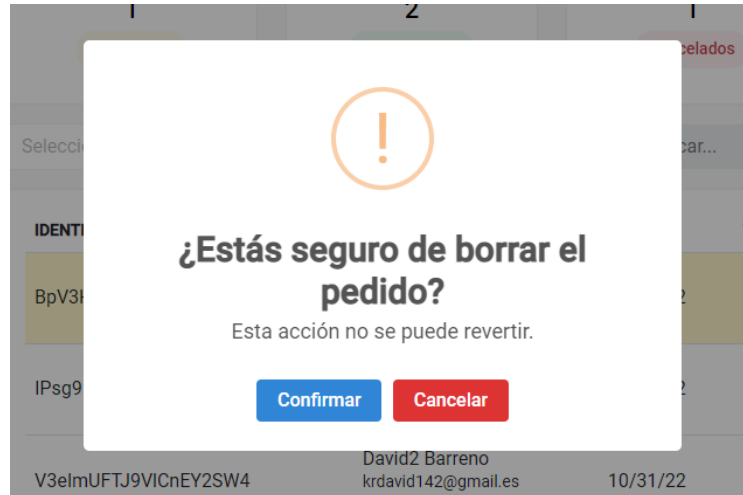 1
2
1
celados
Selecci
car...
IDENTI
¿Estás seguro de borrar el
pedido?
Esta acción no se puede revertir.
BpV3
2
IPsg9
2
Confirmar
Cancelar
David2 Barreno
V3elmUFTJ9VICnEY2SW4
krdavid142@gmail.es
10/31/22